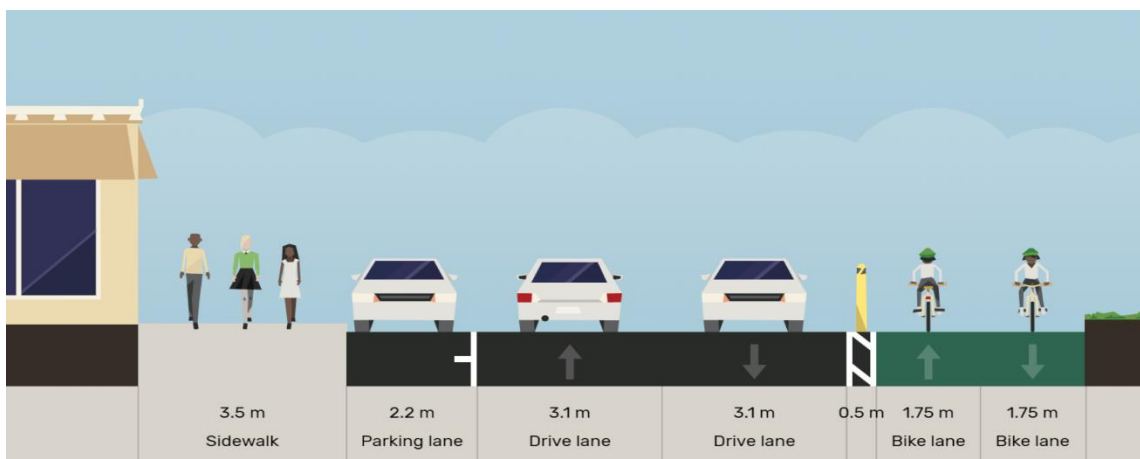 3.5 m
Sidewalk
2.2 m
Parking lane
3.1 m
Drive lane
3.1 m
Drive lane
0.5 m
1.75 m
Bike lane
1.75 m
Bike lane